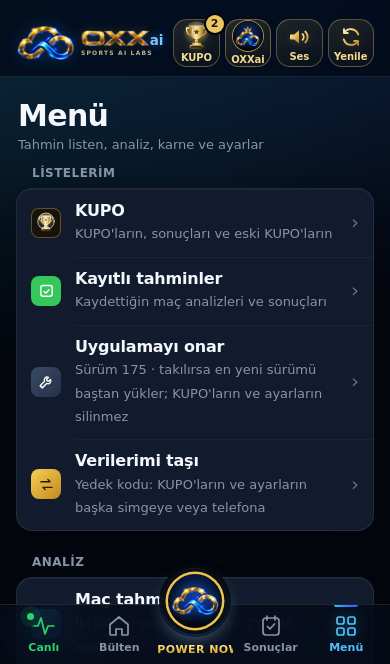 OXX ai
SPORTS AI LABS
2
KUPO
OXXai
Ses
Yenile
Menü
Tahmin listen, analiz, karne ve ayarlar
LİSTELERİM
KUPO
KUPO'ların, sonuçları ve eski KUPO'ların
Kayıtlı tahminler
Kaydettiğin maç analizleri ve sonuçları
Uygulamayı onar
Sürüm 175 · takılırsa en yeni sürümü
baştan yükler; KUPO'ların ve ayarların
silinmez
Verilerimi taşı
Yedek kodu: KUPO'ların ve ayarların
başka simgeye veya telefona
ANALİZ
Maç tahm
Canlı
Bülten
POWER NOW
Sonuçlar
Menü